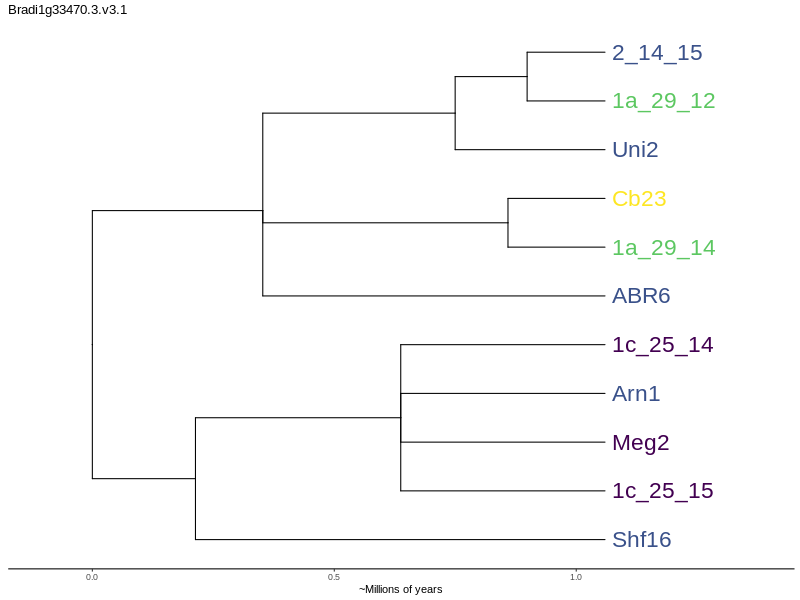 Bradi1g33470.3.v3.1
2_14_15
1a_29_12
Uni2
Cb23
1a_29_14
ABR6
1c_25_14
Arn1
Meg2
1c_25_15
Shf16
0.0 0.5 1.0
~Millions of years